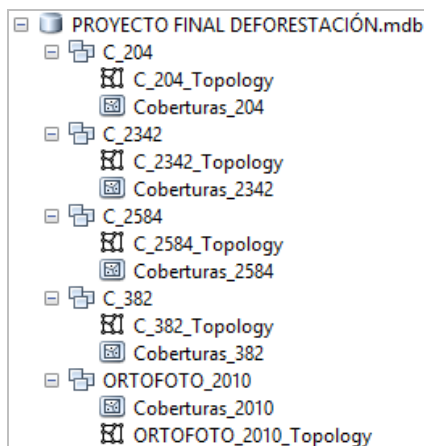 PROYECTO FINAL DEFORESTACIÓN.mdb
C_204
C_204_Topology
Coberturas_204
C_2342
C_2342_Topology
Coberturas_2342
C_2584
C_2584_Topology
Coberturas_2584
C_382
C_382_Topology
Coberturas_382
ORTOFOTO_2010
Coberturas_2010
ORTOFOTO_2010_Topology